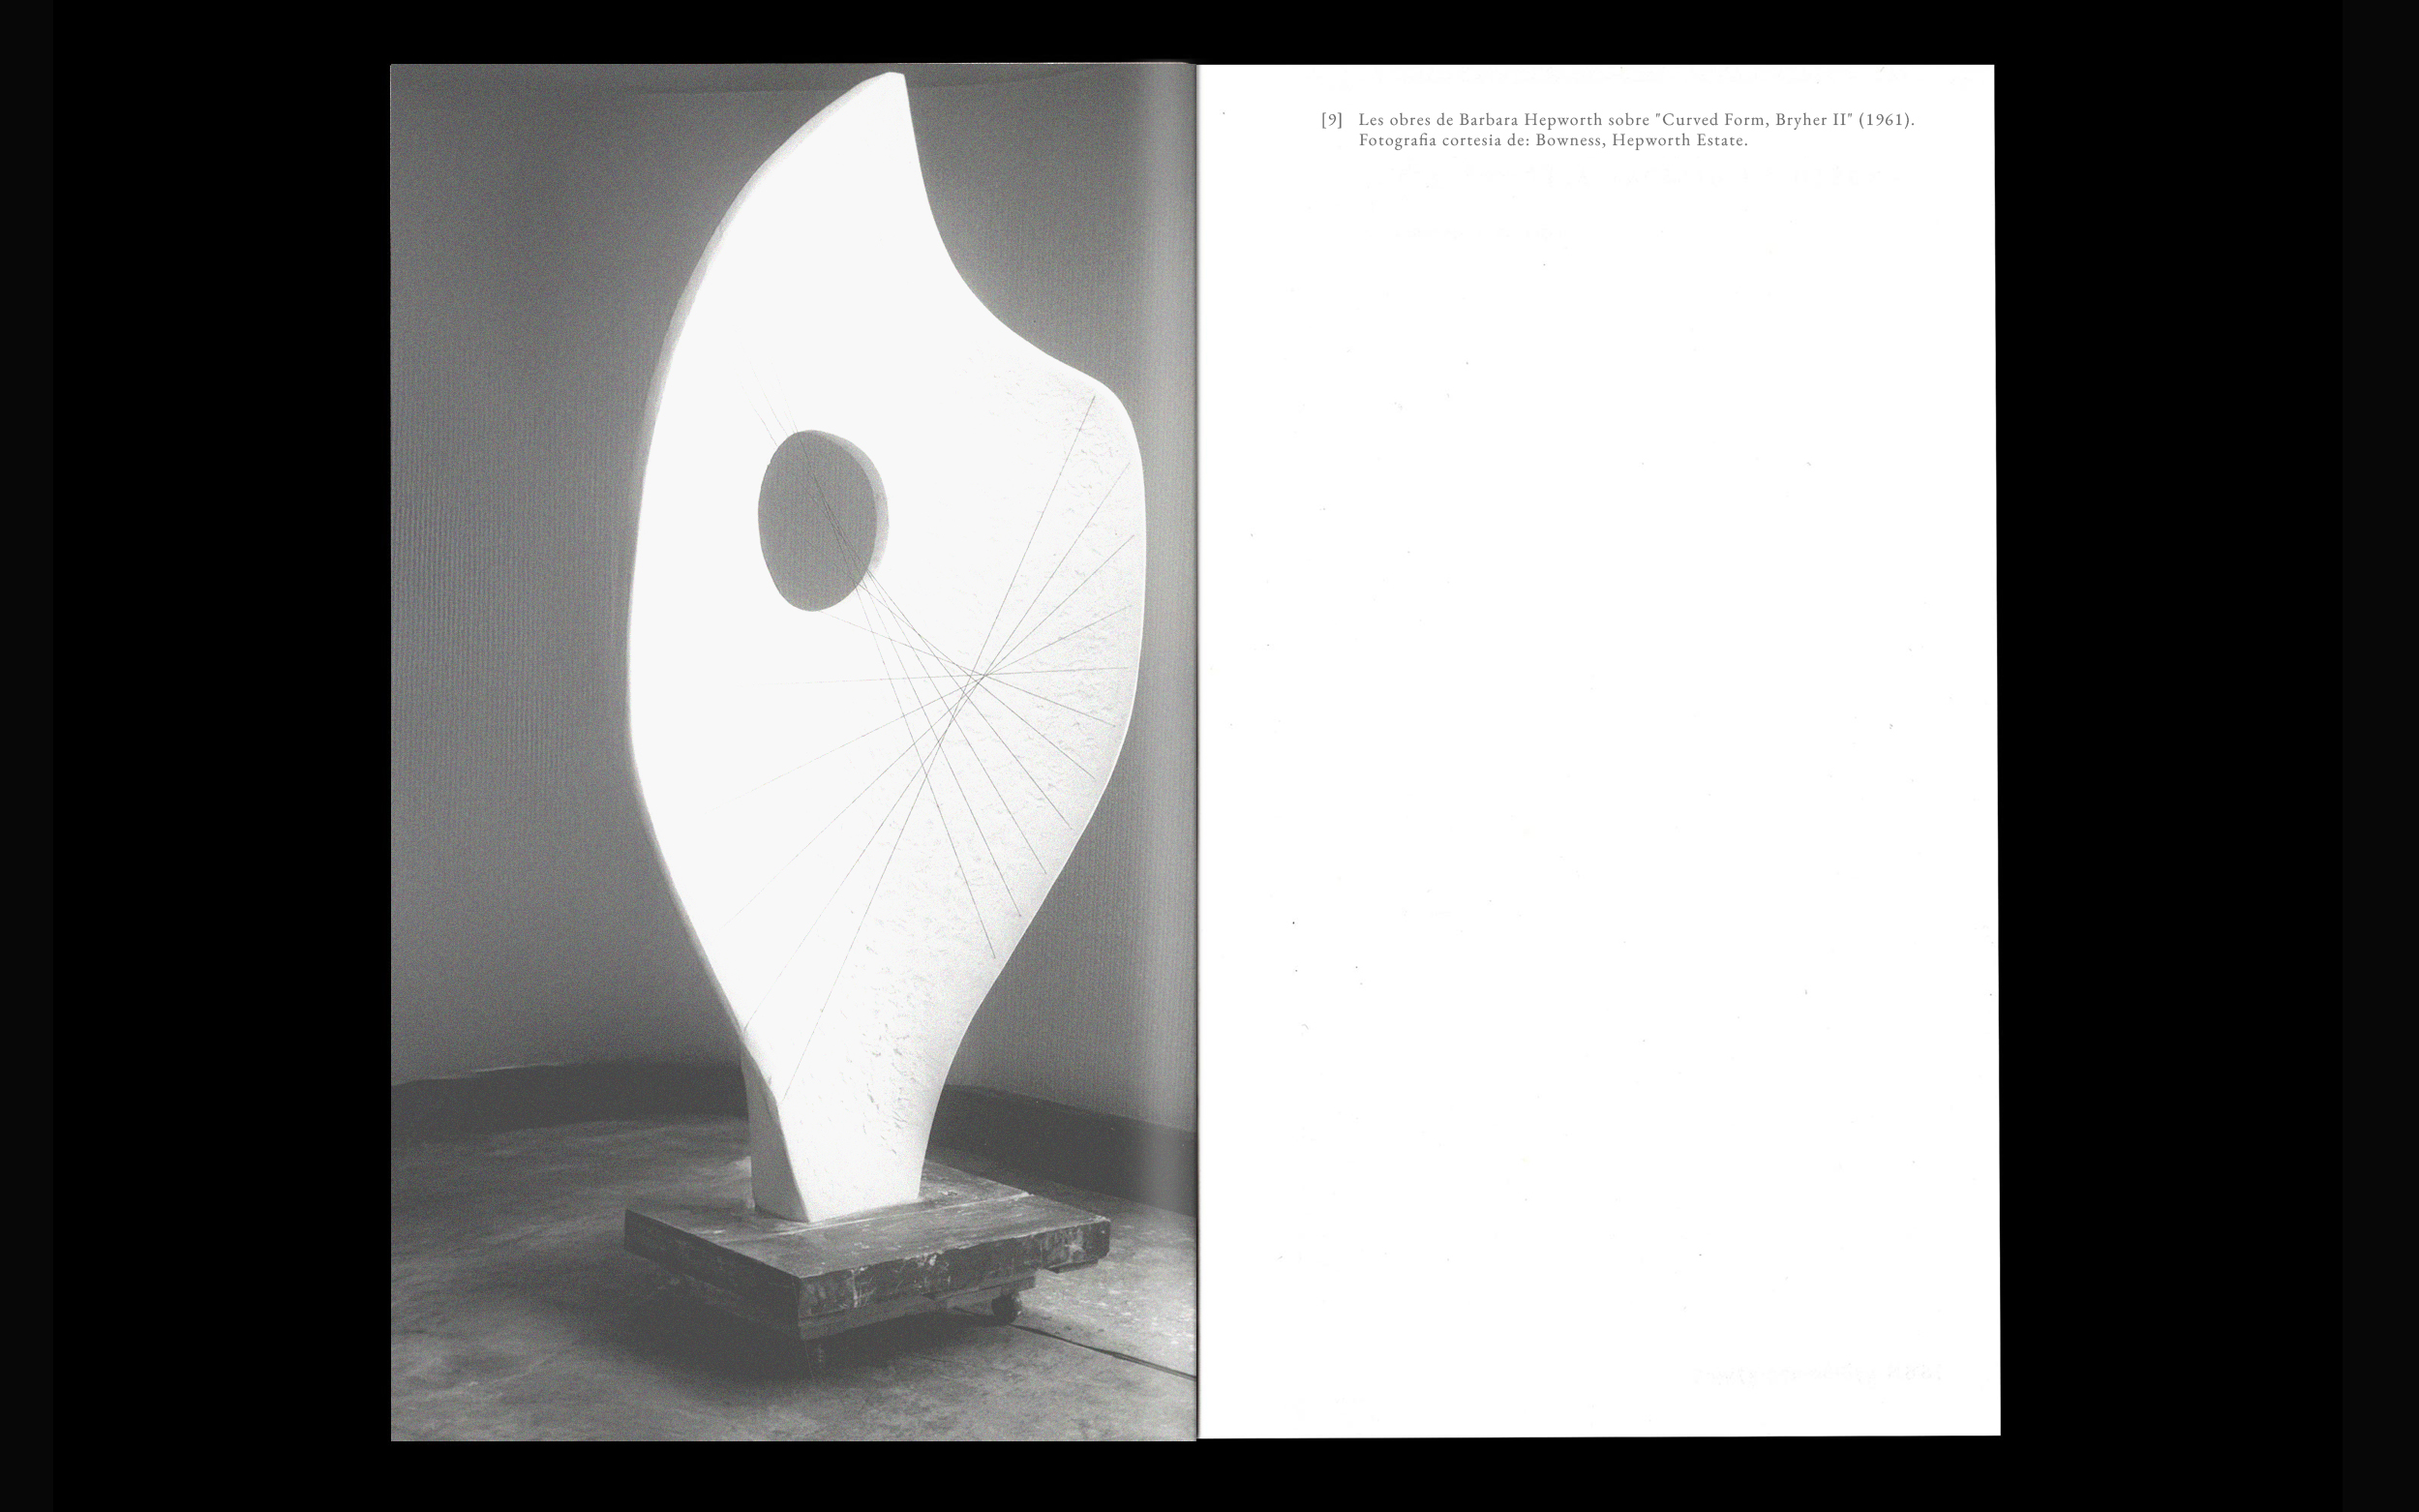 [9] Les obres de Barbara Hepworth sobre "Curved Form, Bryher II" (1961).
Fotografia cortesia de: Bowness, Hepworth Estate.